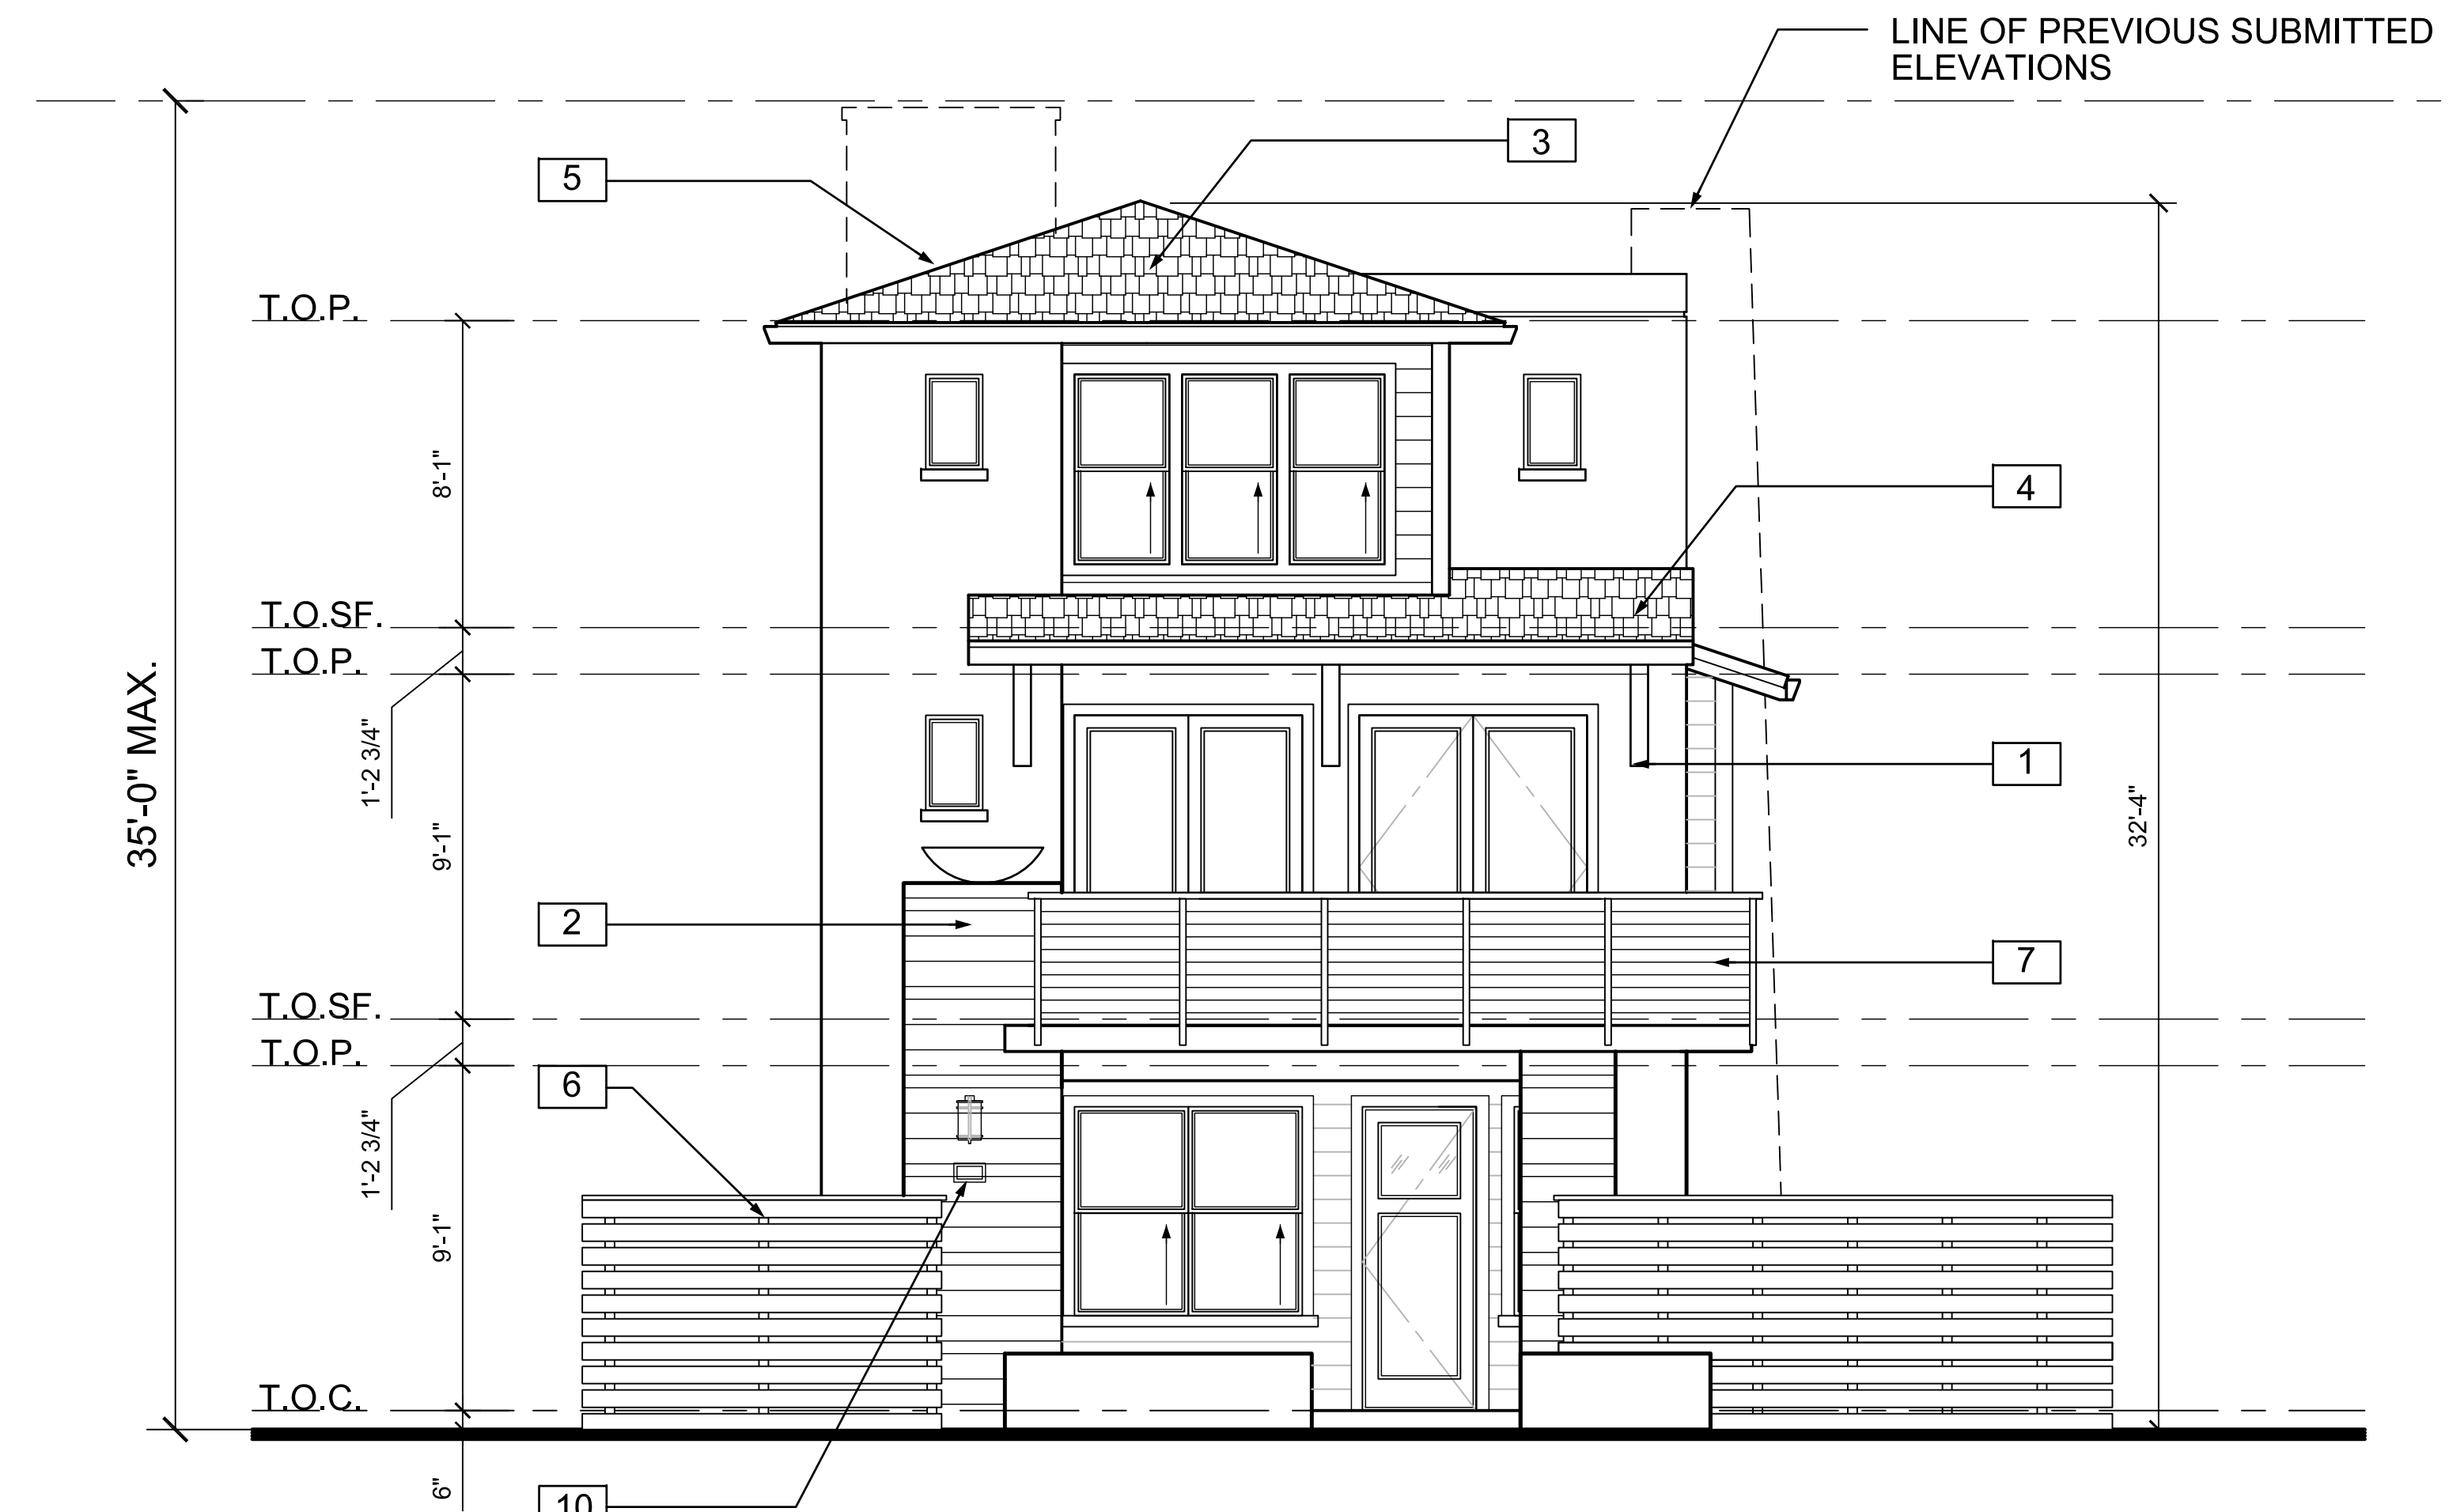 LINE OF PREVIOUS SUBMITTED
ELEVATIONS
3
5
T.O.P.
8'-1"
4
T.O.SF.
T.O.P.
35'-0" MAX.
1'-2 3/4"
1
32'-4"
9'-1"
2
7
T.O.SF.
T.O.P.
6
1'-2 3/4"
9'-1"
T.O.C.
6"
10